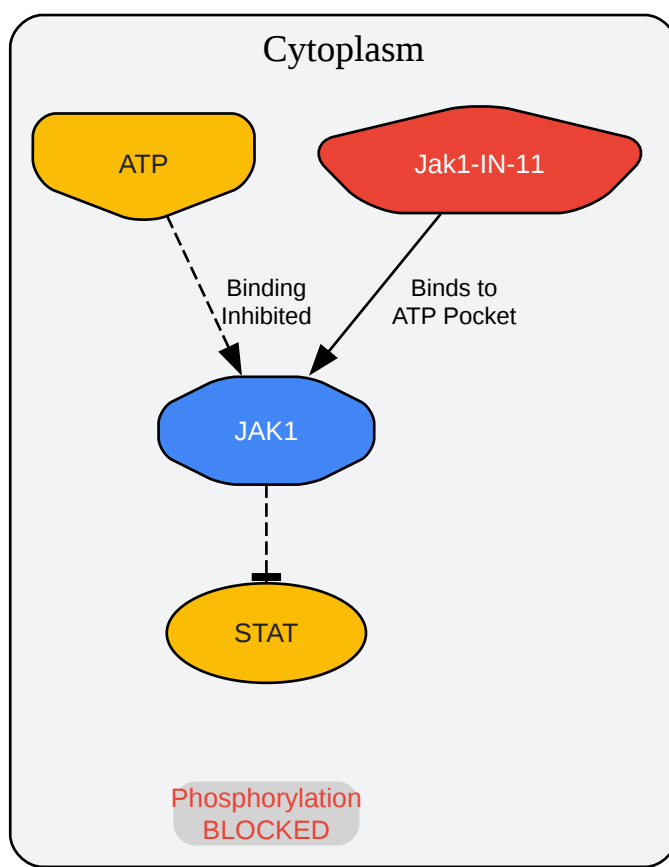 Cytoplasm
ATP
Jak1-IN-11
Binding
Inhibited
Binds to
ATP Pocket
JAK1
STAT
Phosphorylation
BLOCKED